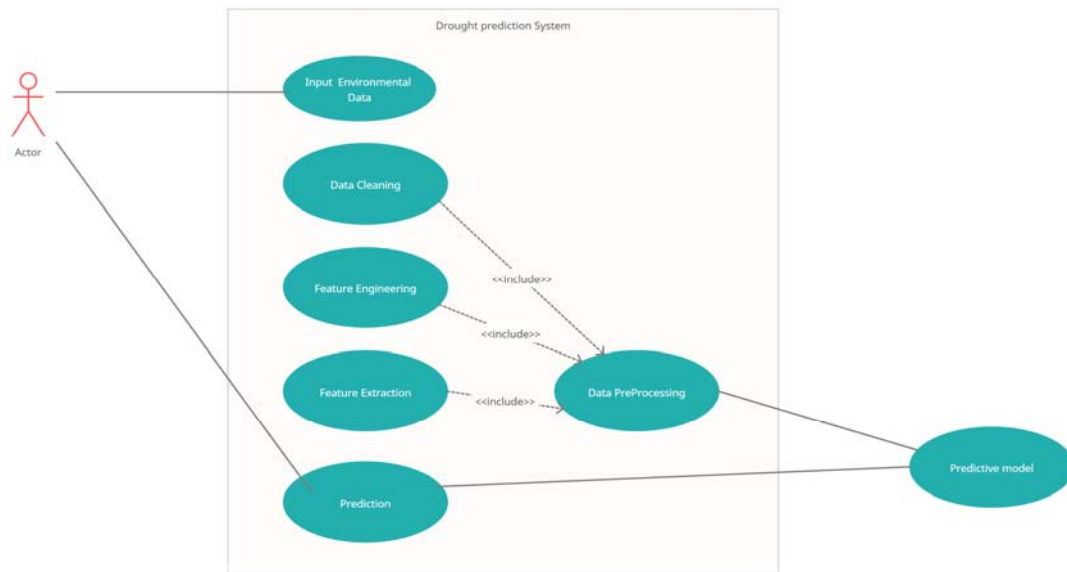 Drought prediction System
Input Environmental
Data
Actor
Data Cleaning
<<include>>
Feature Engineering
<<include>>
Feature Extraction
<<include>>
Data PreProcessing
Predictive model
Prediction